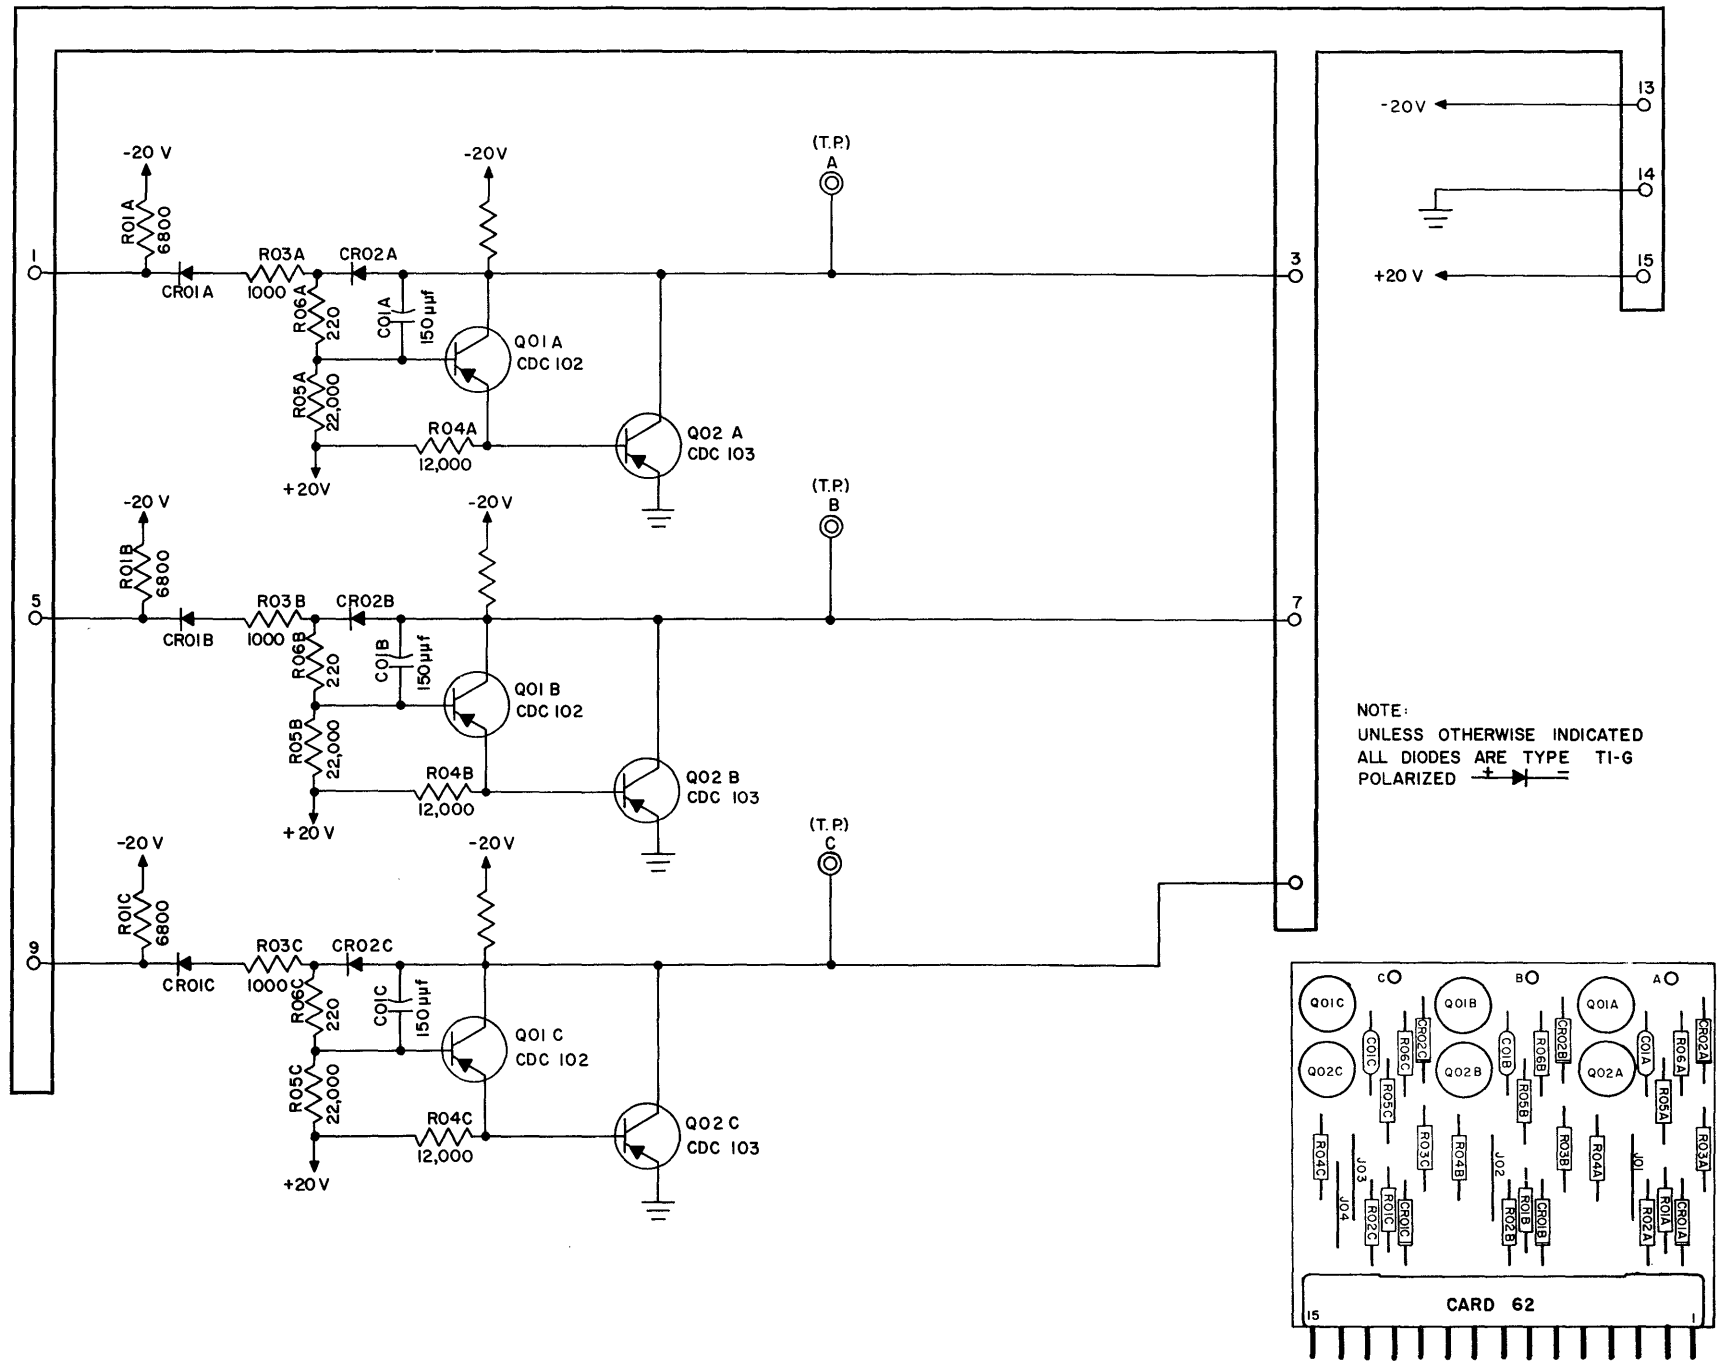 13
-20V
14
15
+20 V
(T.P.)
A
-20 V
-20V
R01A
6800
1
R03A
CR02A
3
CR01A
1000
R06A
220
C01A
150μμf
Q01A
CDC 102
R05A
22,000
R04A
12,000
Q02 A
CDC 103
+20V
(T.P.)
B
-20 V
-20 V
R01B
6800
5
R03B
CR02B
7
CR01B
1000
R06B
220
C01B
150μμf
Q01B
CDC 102
R05B
22,000
R04B
12,000
Q02 B
CDC 103
+20V
NOTE:
UNLESS OTHERWISE INDICATED
ALL DIODES ARE TYPE TI-G
POLARIZED + =
(T.P.)
C
-20V
-20V
R01C
6800
9
R03C
CR02C
CR01C
1000
R06C
220
C01C
150μμf
Q01 C
CDC 102
R05C
22,000
R04C
12,000
Q02 C
CDC 103
+20V
C
B
A
Q01C
Q01B
Q01A
C01C
R06C
CR02C
C01B
R06B
CR02B
C01A
R06A
CR02A
Q02C
Q02B
Q02A
R05C
R05B
R05A
R04C
J03
R03C
R04B
J02
R03B
R04A
J01
R03A
J04
R02C
R01C
CR01C
R02B
R01B
CR01B
R02A
R01A
CR01A
CARD 62
15
1